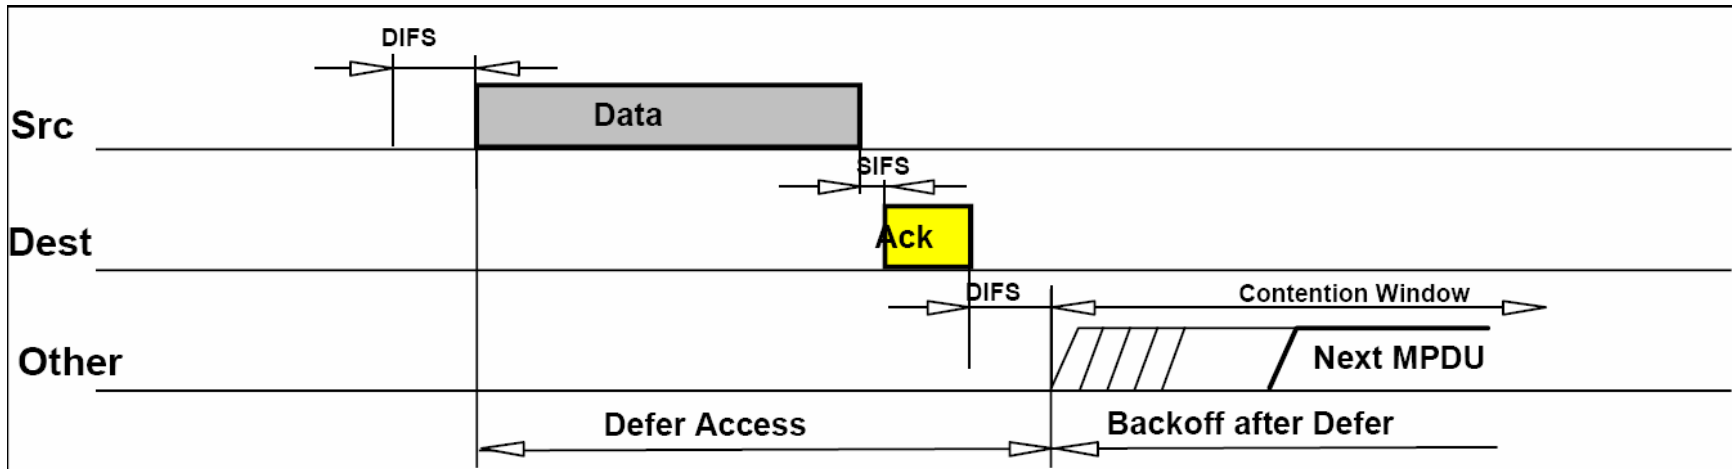 DIFS
Src
Data
SIFS
Dest
Ack
DIFS
Contention Window
Other
Next MPDU
Defer Access
Backoff after Defer